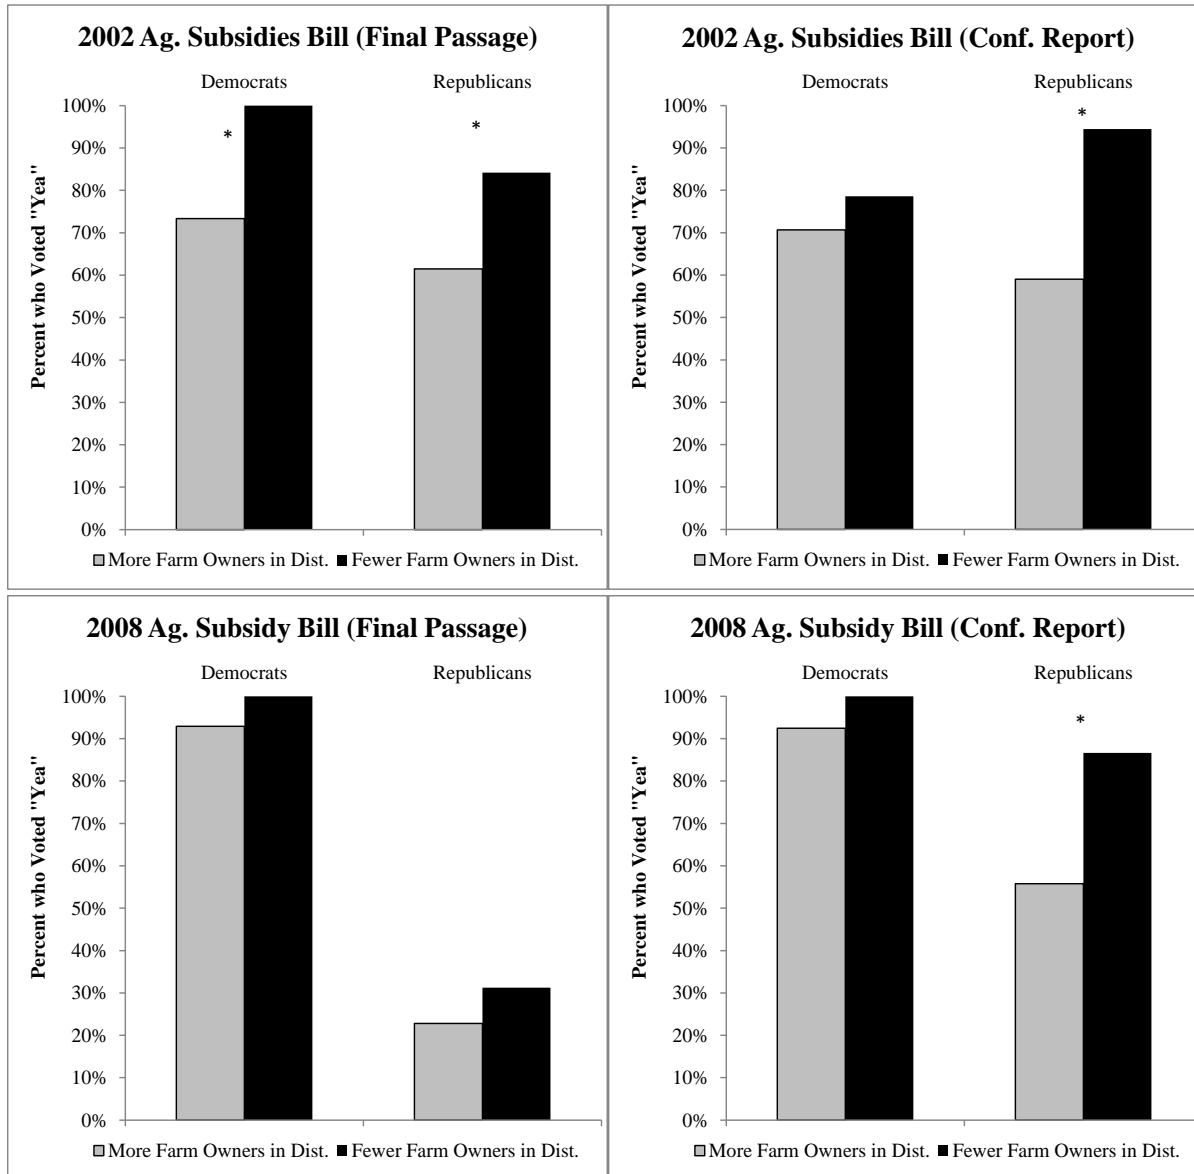 2002 Ag. Subsidies Bill (Final Passage)
Democrats Republicans
Percent who Voted "Yea"
100%
90%
80%
70%
60%
50%
40%
30%
20%
10%
0%
* *
More Farm Owners in Dist. Fewer Farm Owners in Dist.
2002 Ag. Subsidies Bill (Conf. Report)
Democrats Republicans
Percent who Voted "Yea"
100%
90%
80%
70%
60%
50%
40%
30%
20%
10%
0%
*
More Farm Owners in Dist. Fewer Farm Owners in Dist.
2008 Ag. Subsidy Bill (Final Passage)
Democrats Republicans
Percent who Voted "Yea"
100%
90%
80%
70%
60%
50%
40%
30%
20%
10%
0%
More Farm Owners in Dist. Fewer Farm Owners in Dist.
2008 Ag. Subsidy Bill (Conf. Report)
Democrats Republicans
Percent who Voted "Yea"
100%
90%
80%
70%
60%
50%
40%
30%
20%
10%
0%
*
More Farm Owners in Dist. Fewer Farm Owners in Dist.